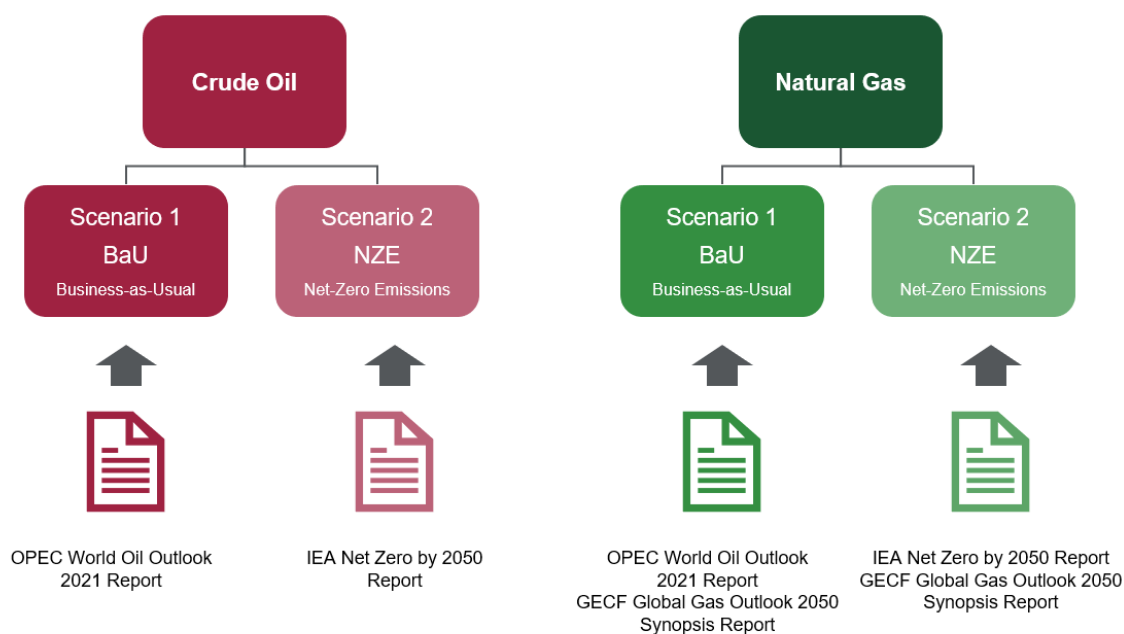 Crude Oil
Natural Gas
Scenario 1
BaU
Business-as-Usual
Scenario 2
NZE
Net-Zero Emissions
Scenario 1
BaU
Business-as-Usual
Scenario 2
NZE
Net-Zero Emissions
OPEC World Oil Outlook
2021 Report
IEA Net Zero by 2050
Report
OPEC World Oil Outlook
2021 Report
GECF Global Gas Outlook 2050
Synopsis Report
IEA Net Zero by 2050 Report
GECF Global Gas Outlook 2050
Synopsis Report